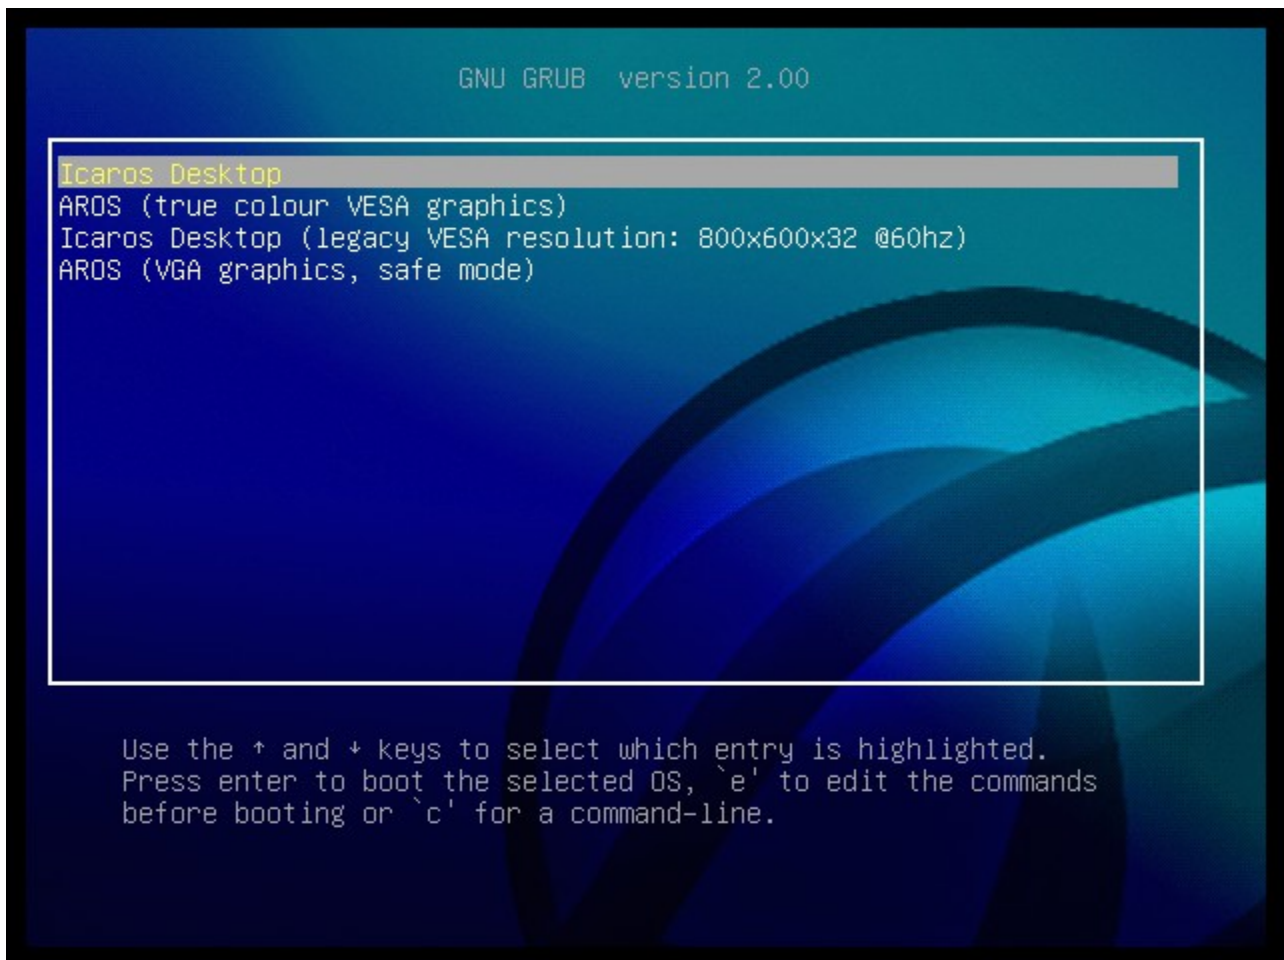 GNU GRUB  version 2.00
Icaros Desktop
AROS (true colour VESA graphics)
Icaros Desktop (legacy VESA resolution: 800x600x32 @60hz)
AROS (VGA graphics, safe mode)
Use the ↑ and ↓ keys to select which entry is highlighted.
Press enter to boot the selected OS, `e' to edit the commands
before booting or `c' for a command-line.